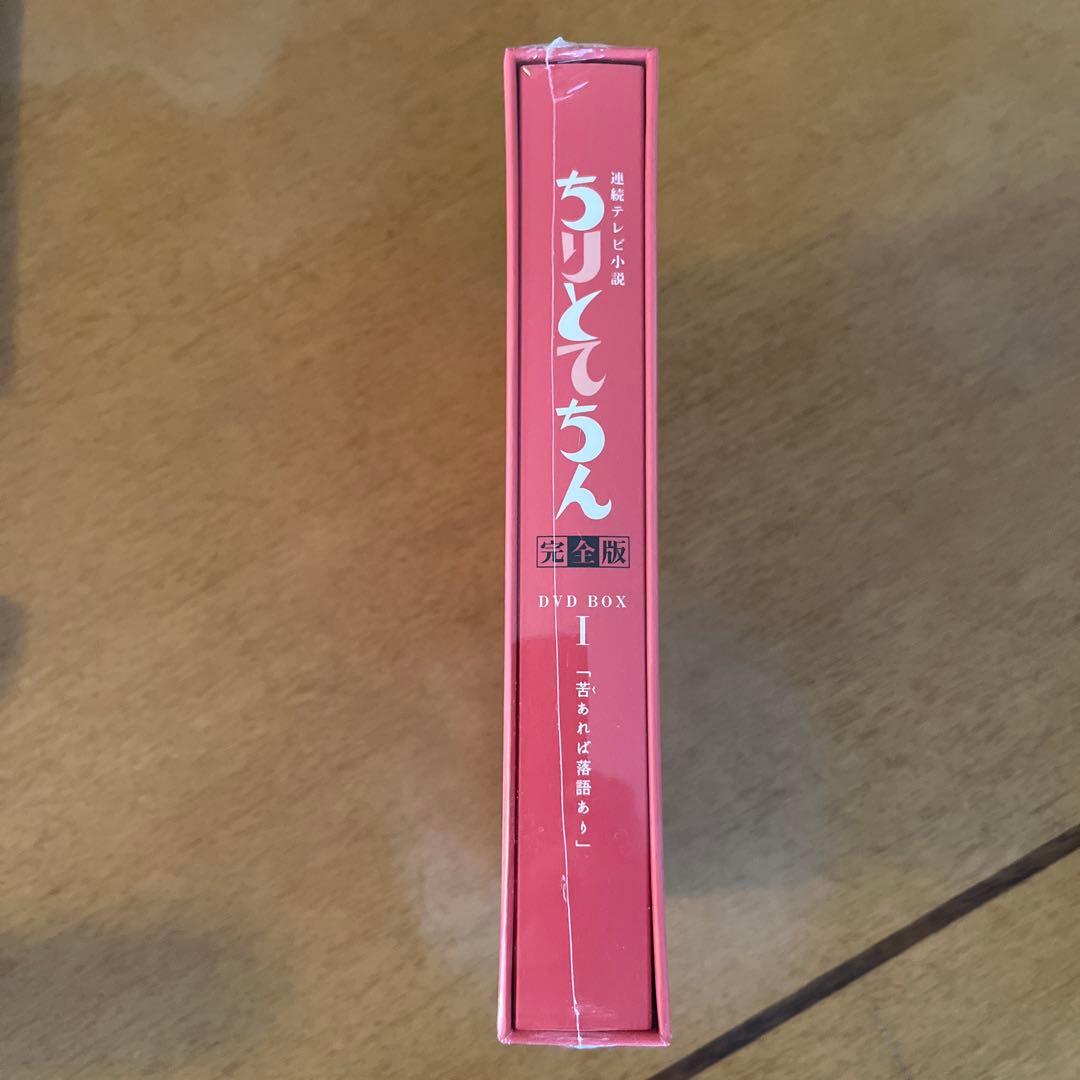 連続テレビ小説
ちりとてちん
完全版
DVD BOX
I
「苦あれば落語あり」
く